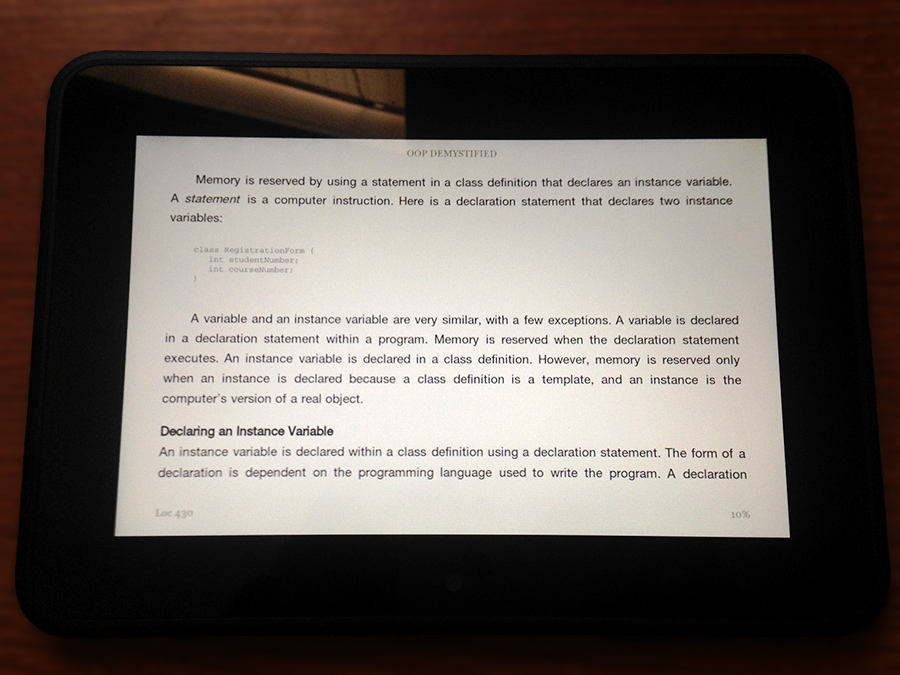 OOP DEMYSTIFIED
Memory is reserved by using a statement in a class definition that declares an instance variable.
A statement is a computer instruction. Here is a declaration statement that declares two instance
variables:
class RegistrationForm {
int studentNumber;
int courseNumber;
}
A variable and an instance variable are very similar, with a few exceptions. A variable is declared
in a declaration statement within a program. Memory is reserved when the declaration statement
executes. An instance variable is declared in a class definition. However, memory is reserved only
when an instance is declared because a class definition is a template, and an instance is the
computer's version of a real object.
Declaring an Instance Variable
An instance variable is declared within a class definition using a declaration statement. The form of a
declaration is dependent on the programming language used to write the program. A declaration
Loc 430
10%